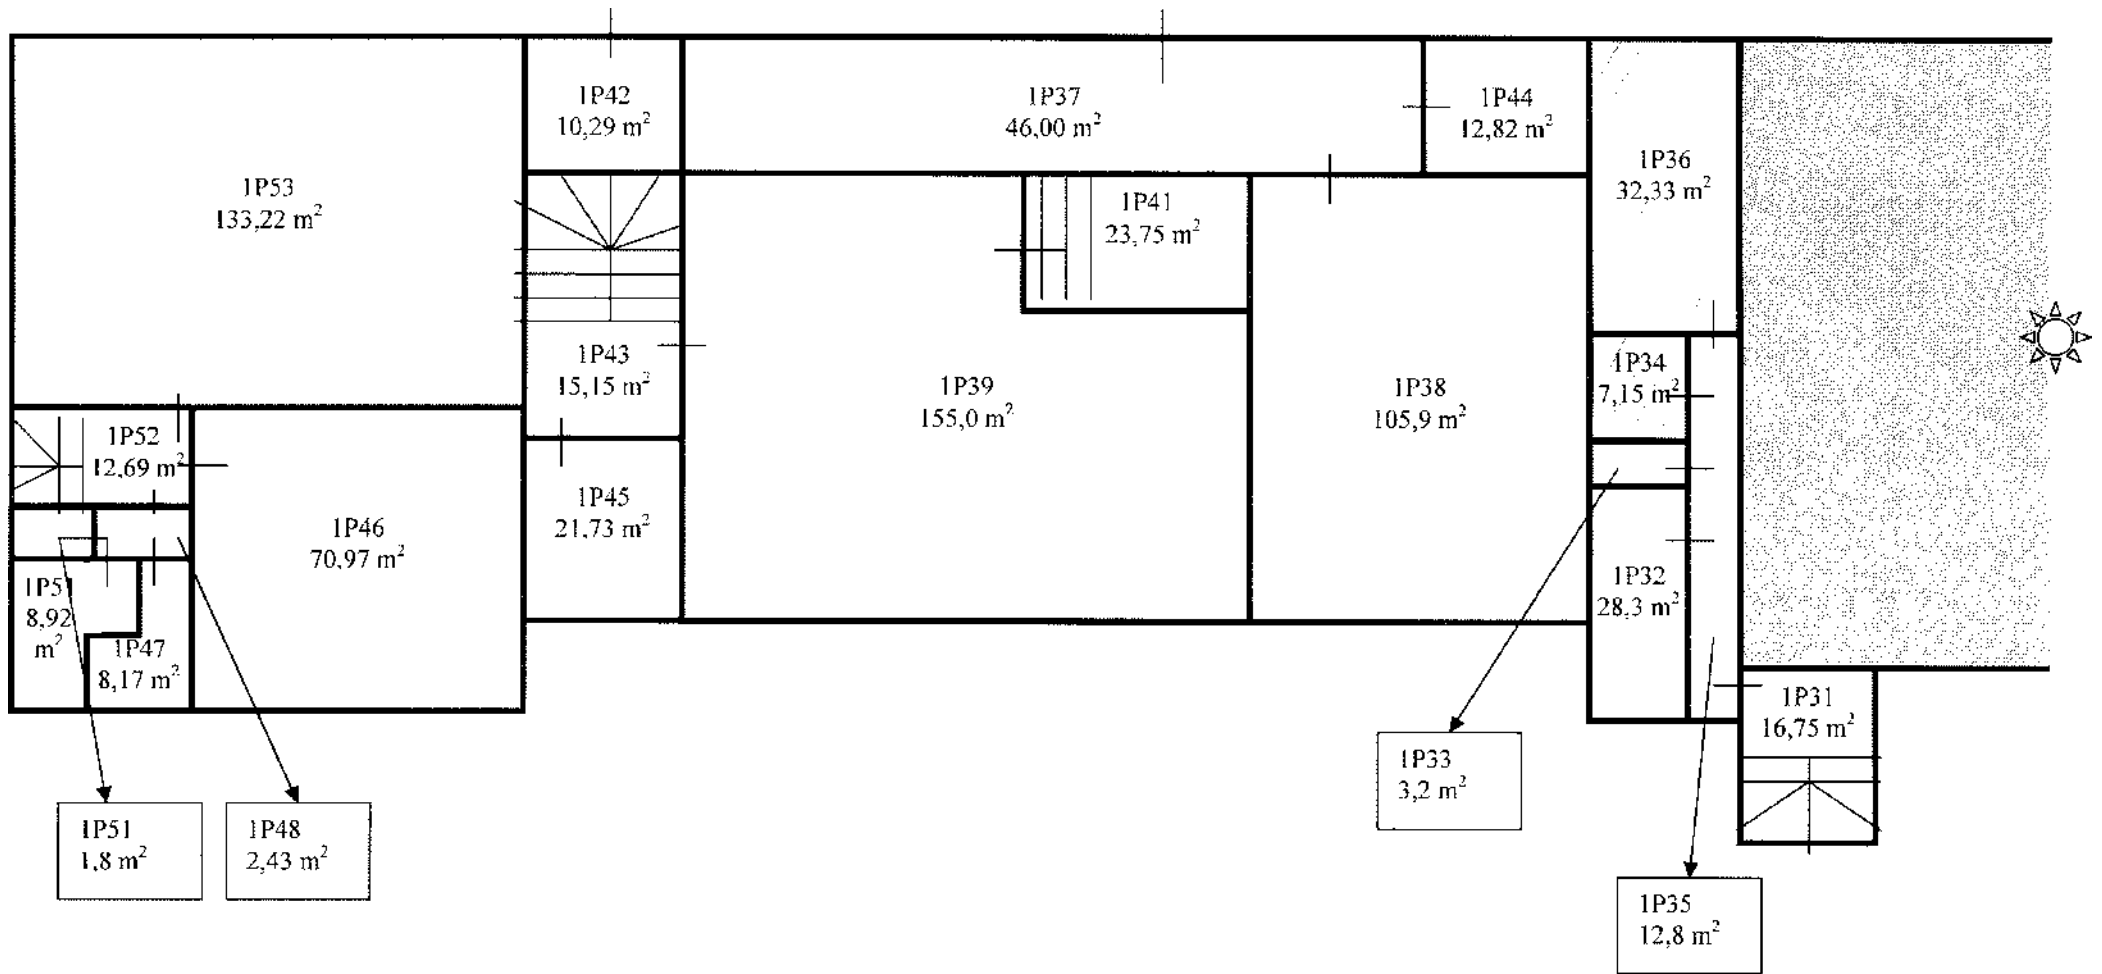 1P42
10,29 m²
1P37
46,00 m²
1P44
12,82 m²
1P36
32,33 m²
1P53
133,22 m²
1P41
23,75 m²
1P43
15,15 m²
1P39
155,0 m²
1P38
105,9 m²
1P34
7,15 m²
1P52
12,69 m²
1P45
21,73 m²
1P46
70,97 m²
1P51
8,92
m²
1P47
8,17 m²
1P32
28,3 m²
1P31
16,75 m²
1P33
3,2 m²
1P51
1,8 m²
1P48
2,43 m²
1P35
12,8 m²